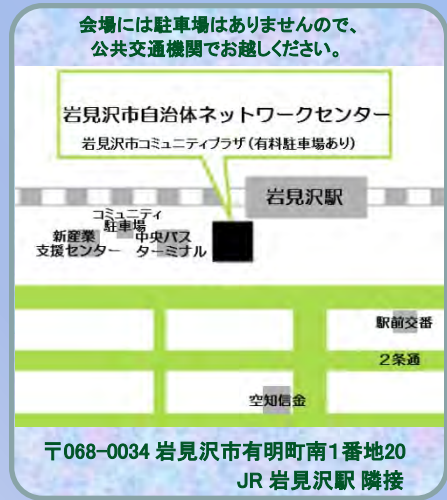 会場には駐車場はありませんので、
公共交通機関でお越しください。
岩見沢市自治体ネットワークセンター
岩見沢市コミュニティプラザ(有料駐車場あり)
岩見沢駅
コミュニティ
駐車場
新産業
支援センター
中央バス
ターミナル
駅前交番
2条通
空知信金
〒068-0034 岩見沢市有明町南1番地20
JR 岩見沢駅 隣接